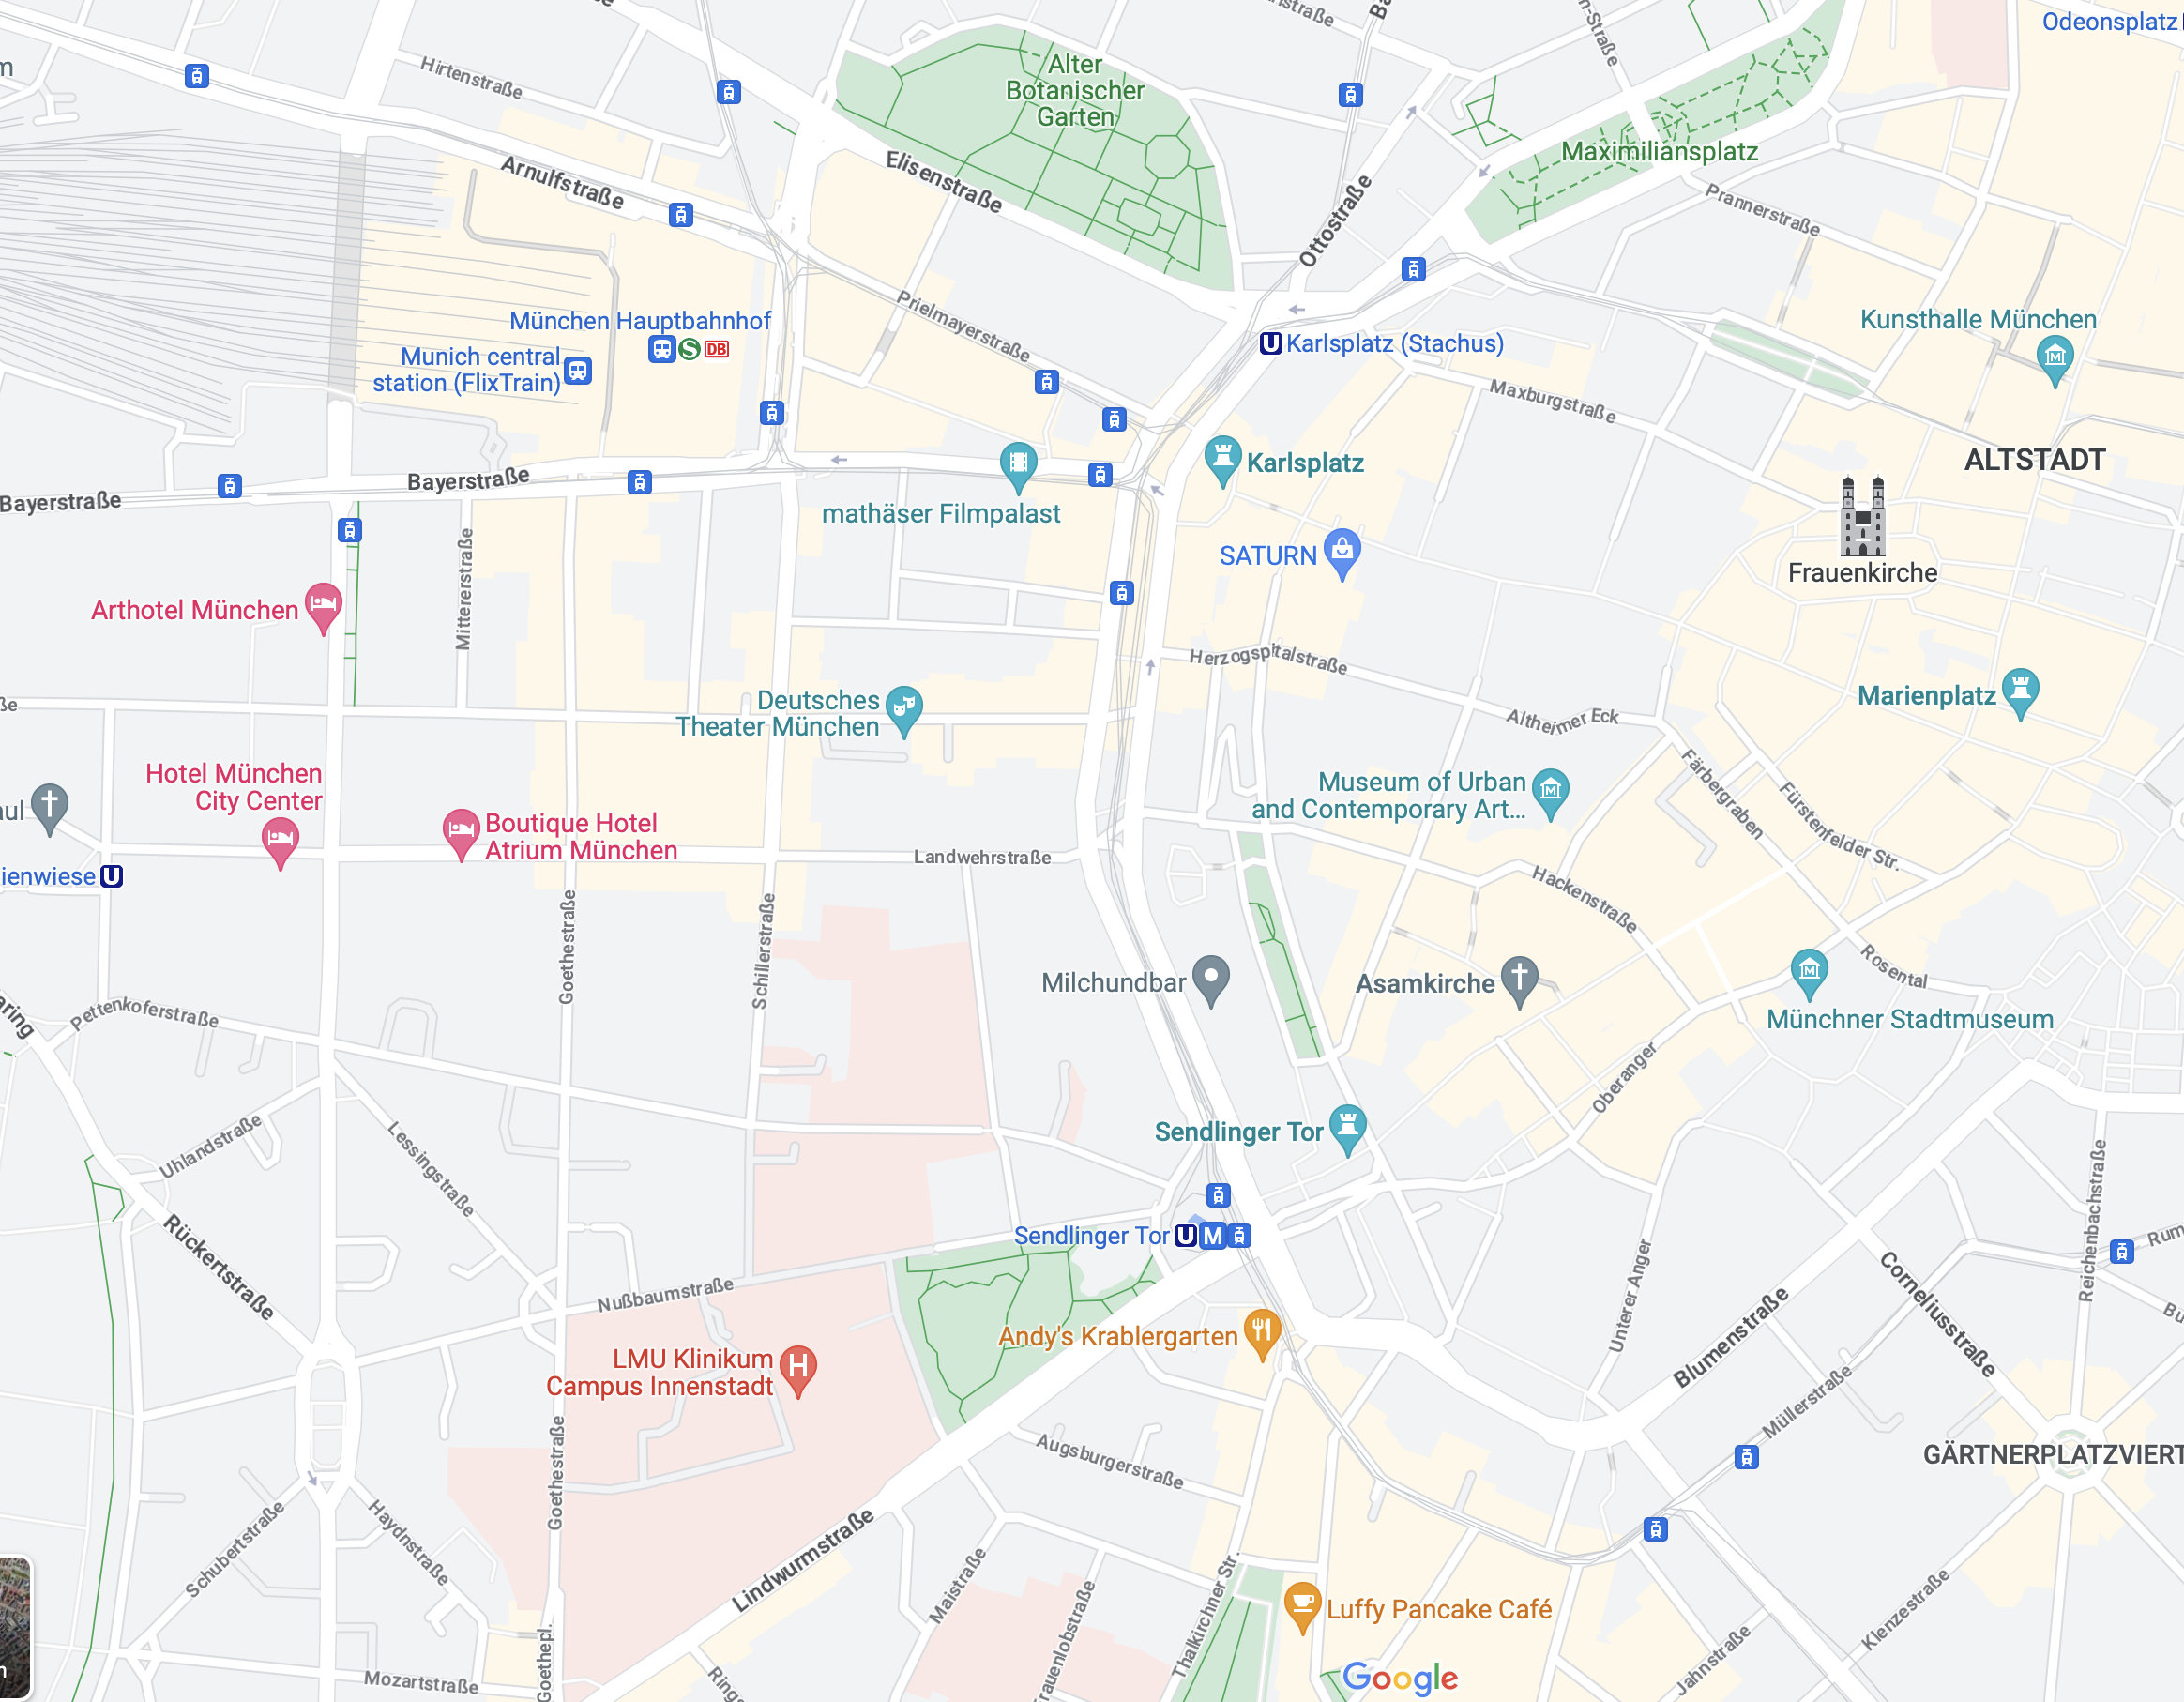 Odeonsplatz
Hirtenstraße
Alter
Botanischer
Garten
Maximiliansplatz
Arnulfstraße
Elisenstraße
Ottostraße
Prannerstraße
München Hauptbahnhof
S
DB
Munich central
station (FlixTrain)
Prielmayerstraße
U
Karlsplatz (Stachus)
Kunsthalle München
Maxburgstraße
ALTSTADT
Karlsplatz
Bayerstraße
Bayerstraße
mathäser Filmpalast
SATURN
Frauenkirche
Arthotel München
Mittererstraße
Herzogspitalstraße
Marienplatz
Deutsches
Theater München
Altheimer Eck
Hotel München
City Center
Museum of Urban
and Contemporary Art...
Färbergraben
Fürstenfelder Str.
Boutique Hotel
Atrium München
Landwehrstraße
ienwiese
U
Hackenstraße
Goethestraße
Schillerstraße
Milchundbar
Asamkirche
Rosental
Münchner Stadtmuseum
Pettenkoferstraße
Oberanger
Sendlinger Tor
Uhlandstraße
Lessingstraße
Sendlinger Tor
U
M
Reichenbachstraße
Rückertstraße
Nußbaumstraße
Unterer Anger
Blumenstraße
Corneliusstraße
Andy's Krablergarten
LMU Klinikum
Campus Innenstadt
H
Müllerstraße
Goethestraße
Augsburgerstraße
GÄRTNERPLATZVIERT
Schubertstraße
Haydnstraße
Lindwurmstraße
Maistraße
Thalkirchner Str.
Frauenlobstraße
Luffy Pancake Café
Klenzestraße
Jahnstraße
Mozartstraße
Goethepl.
Google